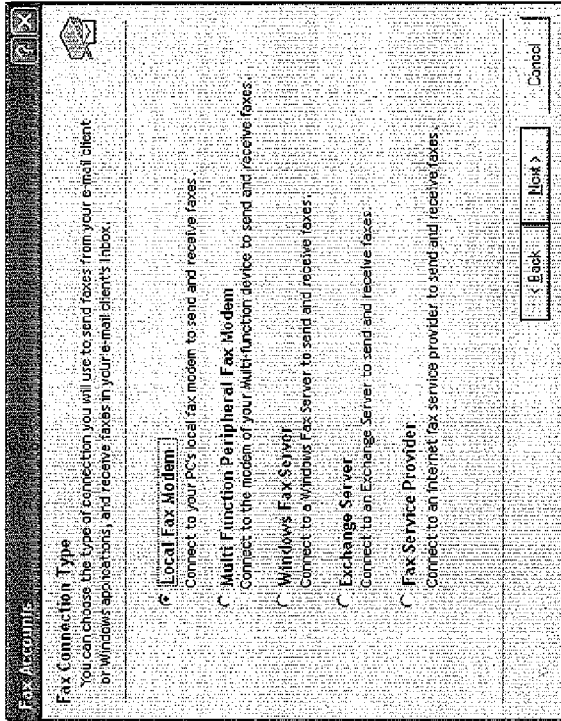 Fax Accounts
Fax Connection Type
You can choose the type of connection you will use to send faxes from your e-mail client
or Windows applications, and receive faxes in your e-mail client's Inbox.
Local Fax Modem
Connect to your PC's local fax modem to send and receive faxes.
Multi Function Peripheral Fax Modem
Connect to the modem of your Multi-function device to send and receive faxes.
Windows Fax Server
Connect to a Windows Fax Server to send and receive faxes.
Exchange Server
Connect to an Exchange Server to send and receive faxes.
Fax Service Provider
Connect to an Internet fax service provider to send and receive faxes.
< Back
Next >
Cancel